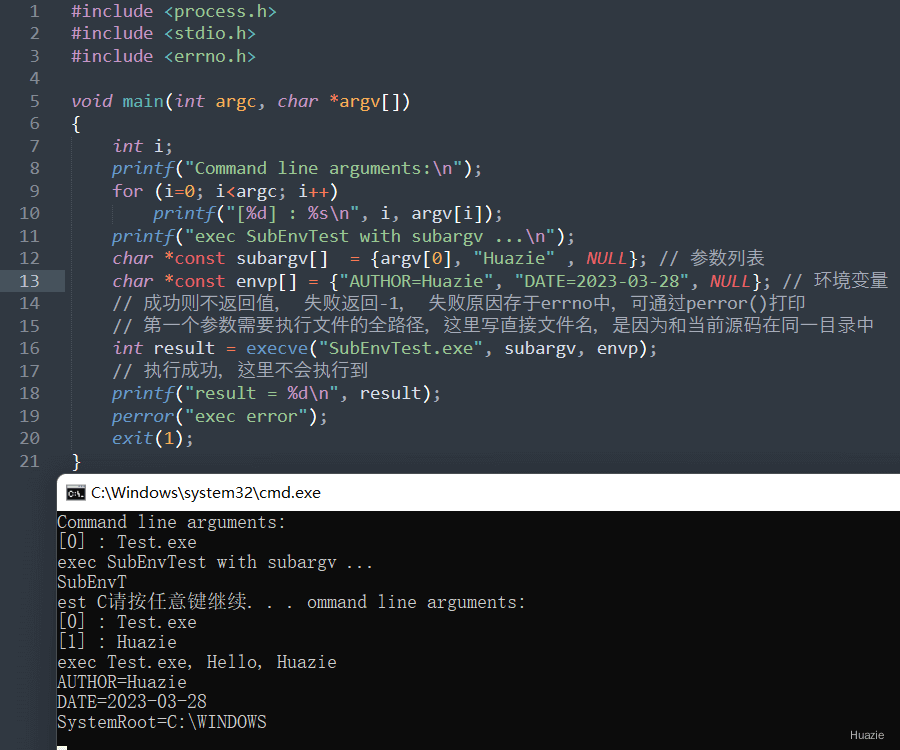 1 #include <process.h>
2 #include <stdio.h>
3 #include <errno.h>
4
5 void main(int argc, char *argv[])
6 {
7     int i;
8     printf("Command line arguments:\n");
9     for (i=0; i<argc; i++)
10         printf("[%d] : %s\n", i, argv[i]);
11     printf("exec SubEnvTest with subargv ...\n");
12     char *const subargv[]  = {argv[0], "Huazie" , NULL}; // 参数列表
13     char *const envp[] = {"AUTHOR=Huazie", "DATE=2023-03-28", NULL}; // 环境变量
14     // 成功则不返回值， 失败返回-1， 失败原因存于errno中，可通过perror()打印
15     // 第一个参数需要执行文件的全路径，这里写直接文件名，是因为和当前源码在同一目录中
16     int result = execve("SubEnvTest.exe", subargv, envp);
17     // 执行成功，这里不会执行到
18     printf("result = %d\n", result);
19     perror("exec error");
20     exit(1);
21 }
C:\Windows\system32\cmd.exe
Command line arguments:
[0] : Test.exe
exec SubEnvTest with subargv ...
SubEnvT
est C请按任意键继续. . . ommand line arguments:
[0] : Test.exe
[1] : Huazie
exec Test.exe, Hello, Huazie
AUTHOR=Huazie
DATE=2023-03-28
SystemRoot=C:\WINDOWS
Huazie